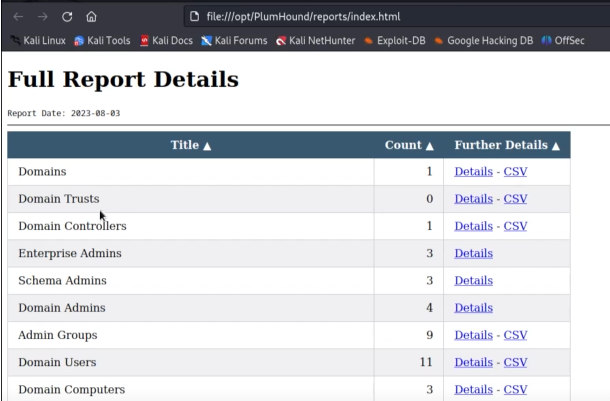 file:///opt/PlumHound/reports/index.html
Kali Linux Kali Tools Kali Docs Kali Forums Kali NetHunter Exploit-DB Google Hacking DB OffSec
Full Report Details
Report Date: 2023-08-03
Title ▲ Count ▲ Further Details ▲
Domains 1 Details - CSV
Domain Trusts 0 Details - CSV
Domain Controllers 1 Details - CSV
Enterprise Admins 3 Details
Schema Admins 3 Details
Domain Admins 4 Details
Admin Groups 9 Details - CSV
Domain Users 11 Details - CSV
Domain Computers 3 Details - CSV